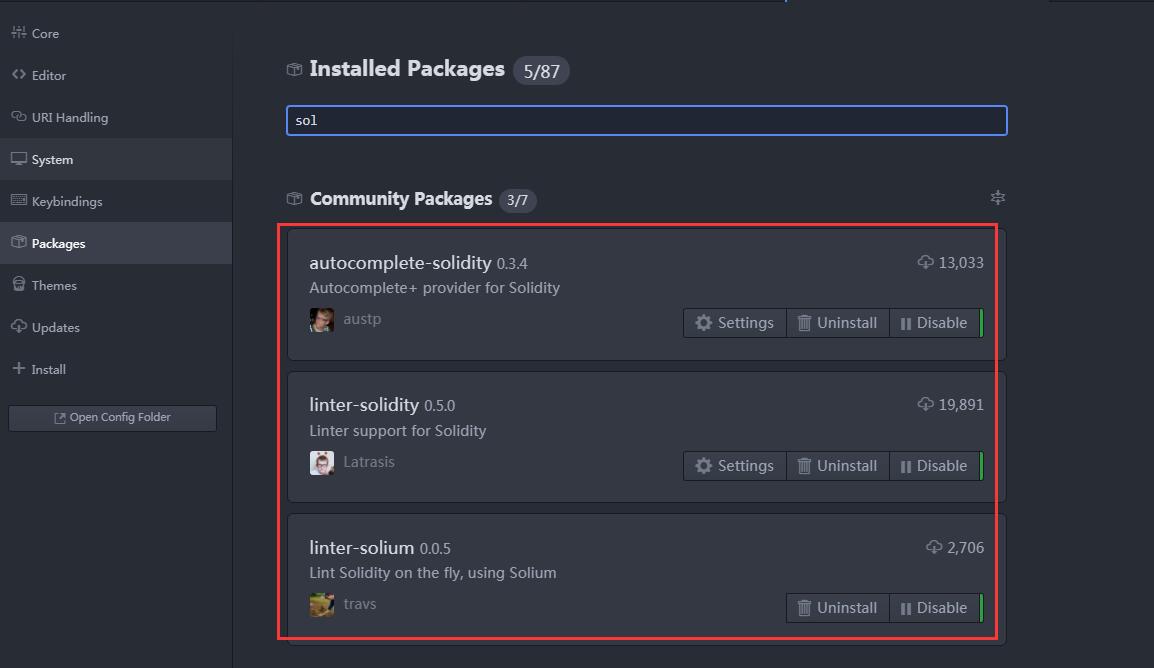 Core
Editor
URI Handling
System
Keybindings
Packages
Themes
Updates
Install
Open Config Folder
Installed Packages 5/87
sol
Community Packages 3/7
autocomplete-solidity 0.3.4 13,033
Autocomplete+ provider for Solidity
austp Settings Uninstall Disable
linter-solidity 0.5.0 19,891
Linter support for Solidity
Latrasis Settings Uninstall Disable
linter-solium 0.0.5 2,706
Lint Solidity on the fly, using Solium
travs Uninstall Disable